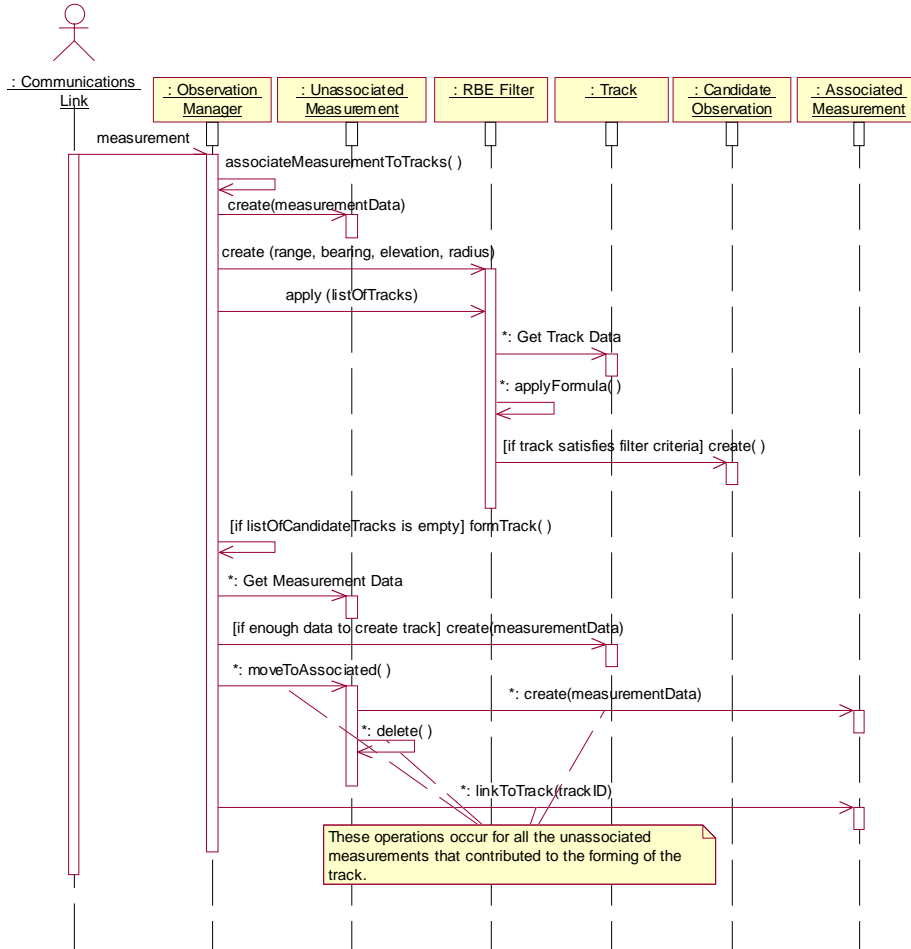 : Communications
Link
: Observation
Manager
: Unassociated
Measurement
: RBE Filter
: Track
: Candidate
Observation
: Associated
Measurement
measurement
associateMeasurementToTracks( )
create(measurementData)
create (range, bearing, elevation, radius)
apply (listOfTracks)
*: Get Track Data
*: applyFormula( )
[if track satisfies filter criteria] create( )
[if listOfCandidateTracks is empty] formTrack( )
*: Get Measurement Data
[if enough data to create track] create(measurementData)
*: moveToAssociated( )
*: create(measurementData)
*: delete( )
*: linkToTrack(trackID)
These operations occur for all the unassociated
measurements that contributed to the forming of the
track.